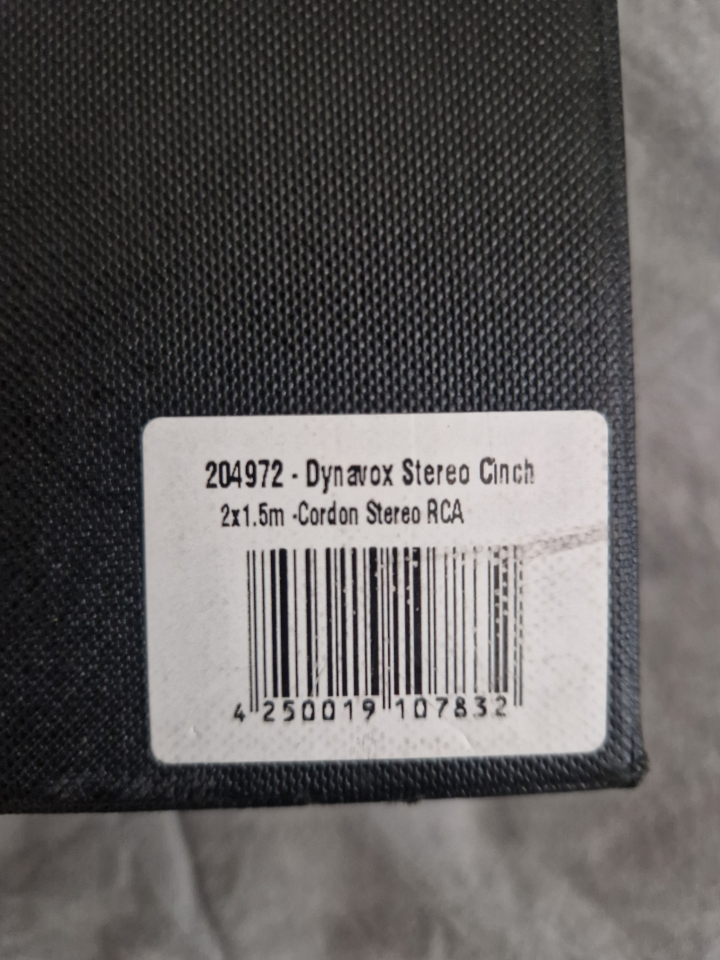 204972 - Dynavox Stereo Cinch
2x1.5m -Cordon Stereo RCA
4 250019 107832